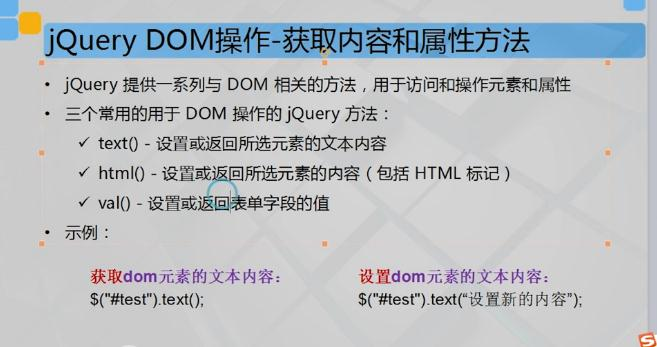 jQuery DOM操作-获取内容和属性方法
• jQuery 提供一系列与 DOM 相关的方法，用于访问和操作元素和属性
• 三个常用的用于 DOM 操作的 jQuery 方法：
✓ text() - 设置或返回所选元素的文本内容
✓ html() - 设置或返回所选元素的内容（包括 HTML 标记）
✓ val() - 设置或返回表单字段的值
• 示例：
获取dom元素的文本内容：
$("#test").text();
设置dom元素的文本内容：
$("#test").text(“设置新的内容”);